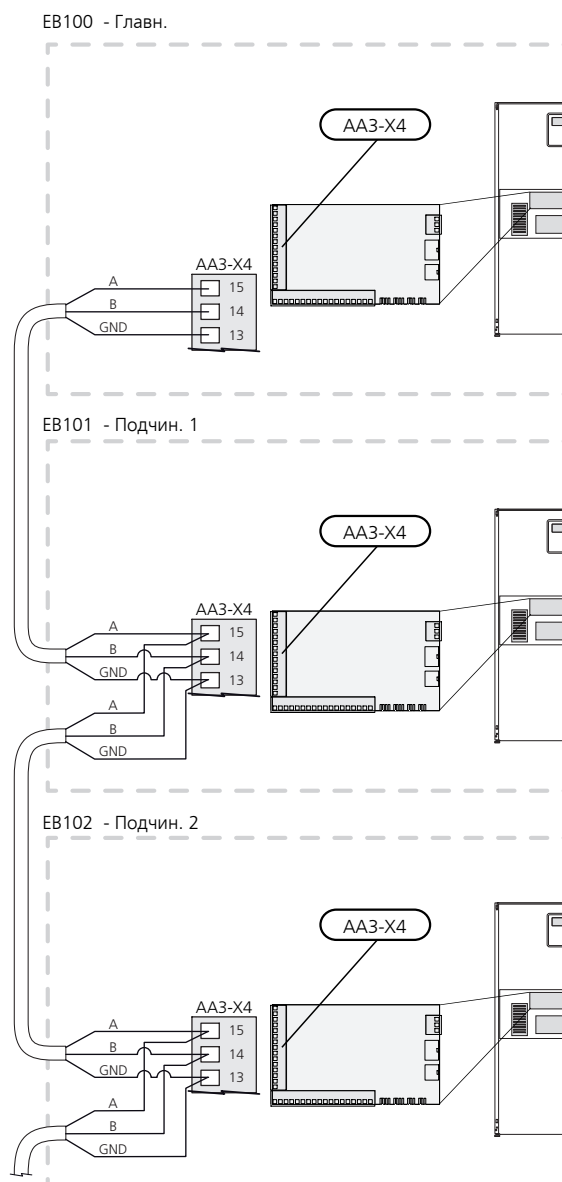 EB100 - Главн.
AA3-X4
AA3-X4
A
15
B
14
GND
13
EB101 - Подчин. 1
AA3-X4
AA3-X4
A
15
B
14
GND
13
A
B
GND
EB102 - Подчин. 2
AA3-X4
AA3-X4
A
15
B
14
GND
13
A
B
GND